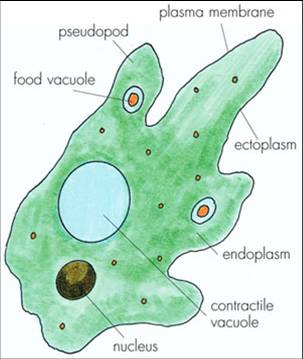 plasma membrane
pseudopod
food vacuole
ectoplasm
endoplasm
contractile
vacuole
nucleus